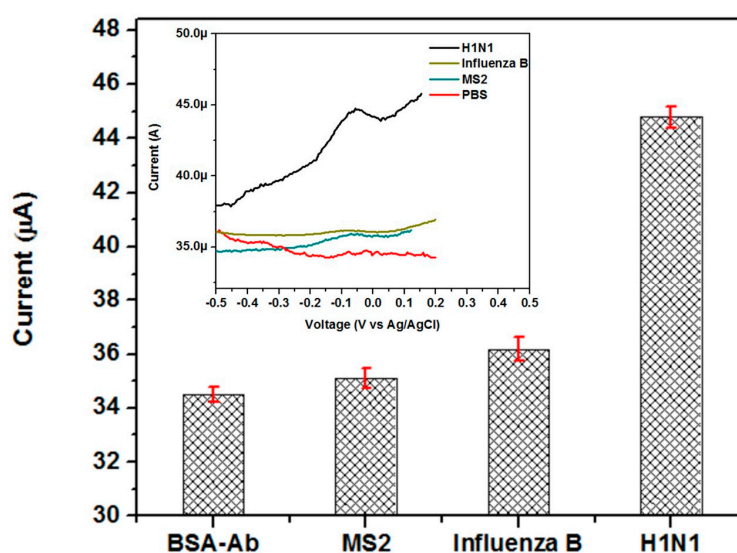 48
46
44
42
40
38
36
34
32
30
Current (µA)
50.0µ
45.0µ
40.0µ
35.0µ
Current (A)
H1N1
Influenza B
MS2
PBS
-0.5 -0.4 -0.3 -0.2 -0.1 0.0 0.1 0.2 0.3 0.4 0.5
Voltage (V vs Ag/AgCl)
BSA-Ab MS2 Influenza B H1N1